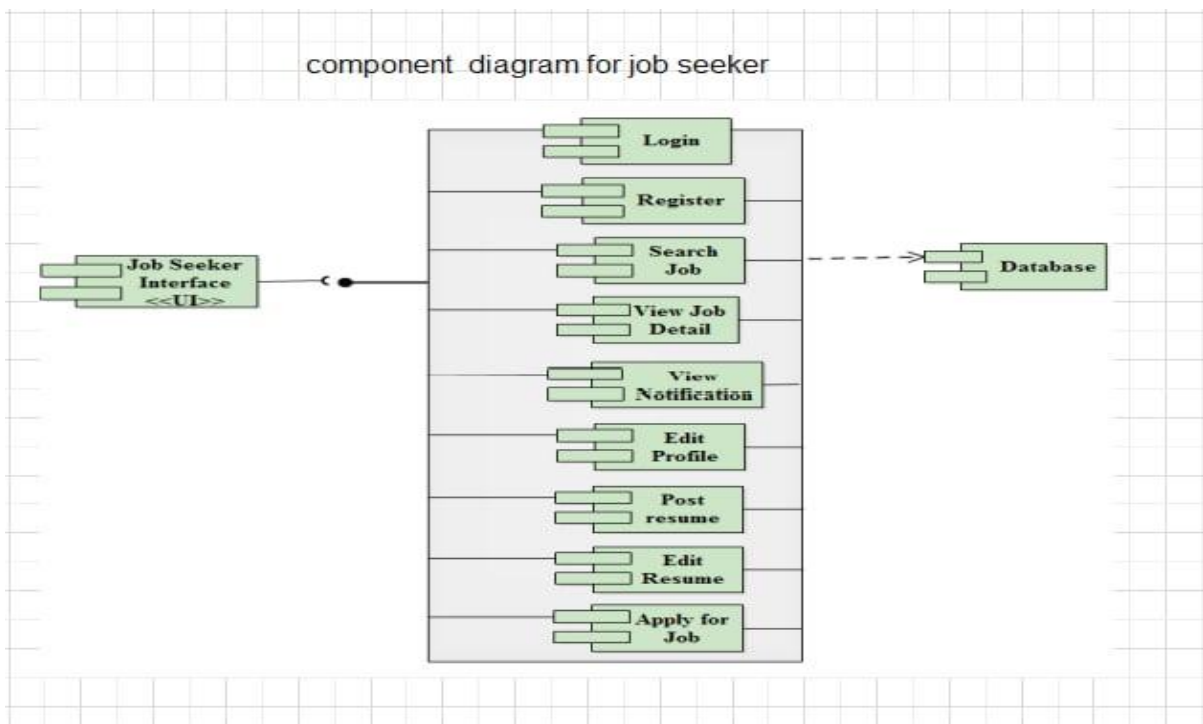 component diagram for job seeker
Login
Register
Search
Job
Job Seeker
Interface
<<UI>>
Database
View Job
Detail
View
Notification
Edit
Profile
Post
resume
Edit
Resume
Apply for
Job